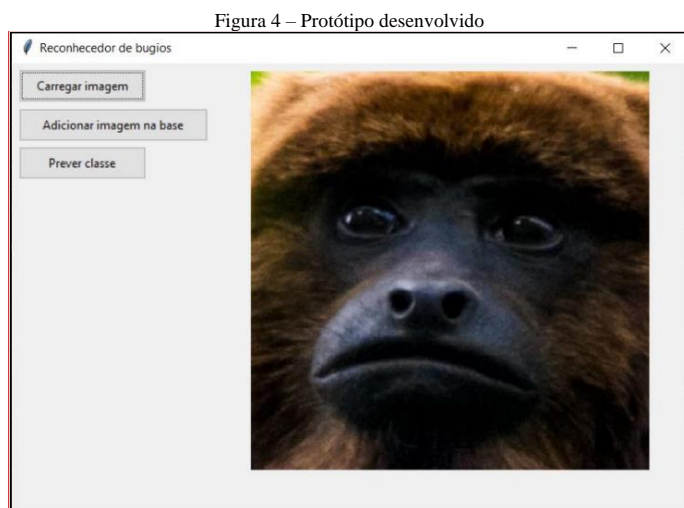 Figura 4 – Protótipo desenvolvido
Reconhecedor de bugios
Carregar imagem
Adicionar imagem na base
Prever classe